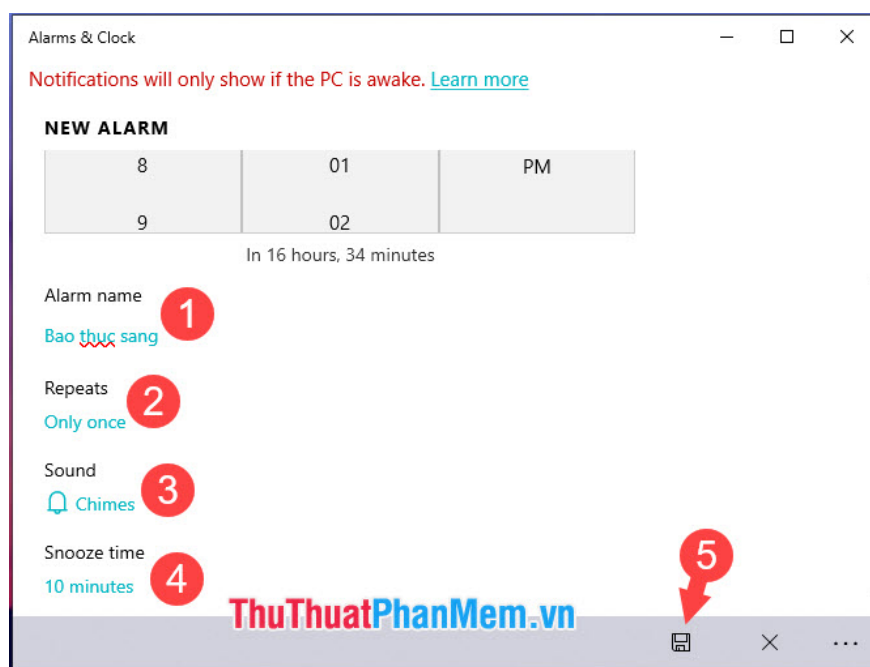 Alarms & Clock
Notifications will only show if the PC is awake. Learn more
NEW ALARM
8 01 PM
9 02
In 16 hours, 34 minutes
Alarm name
1
Bao thuc sang
Repeats
2
Only once
Sound
3
Chimes
Snooze time
4
10 minutes
5
ThuThuatPhanMem.vn